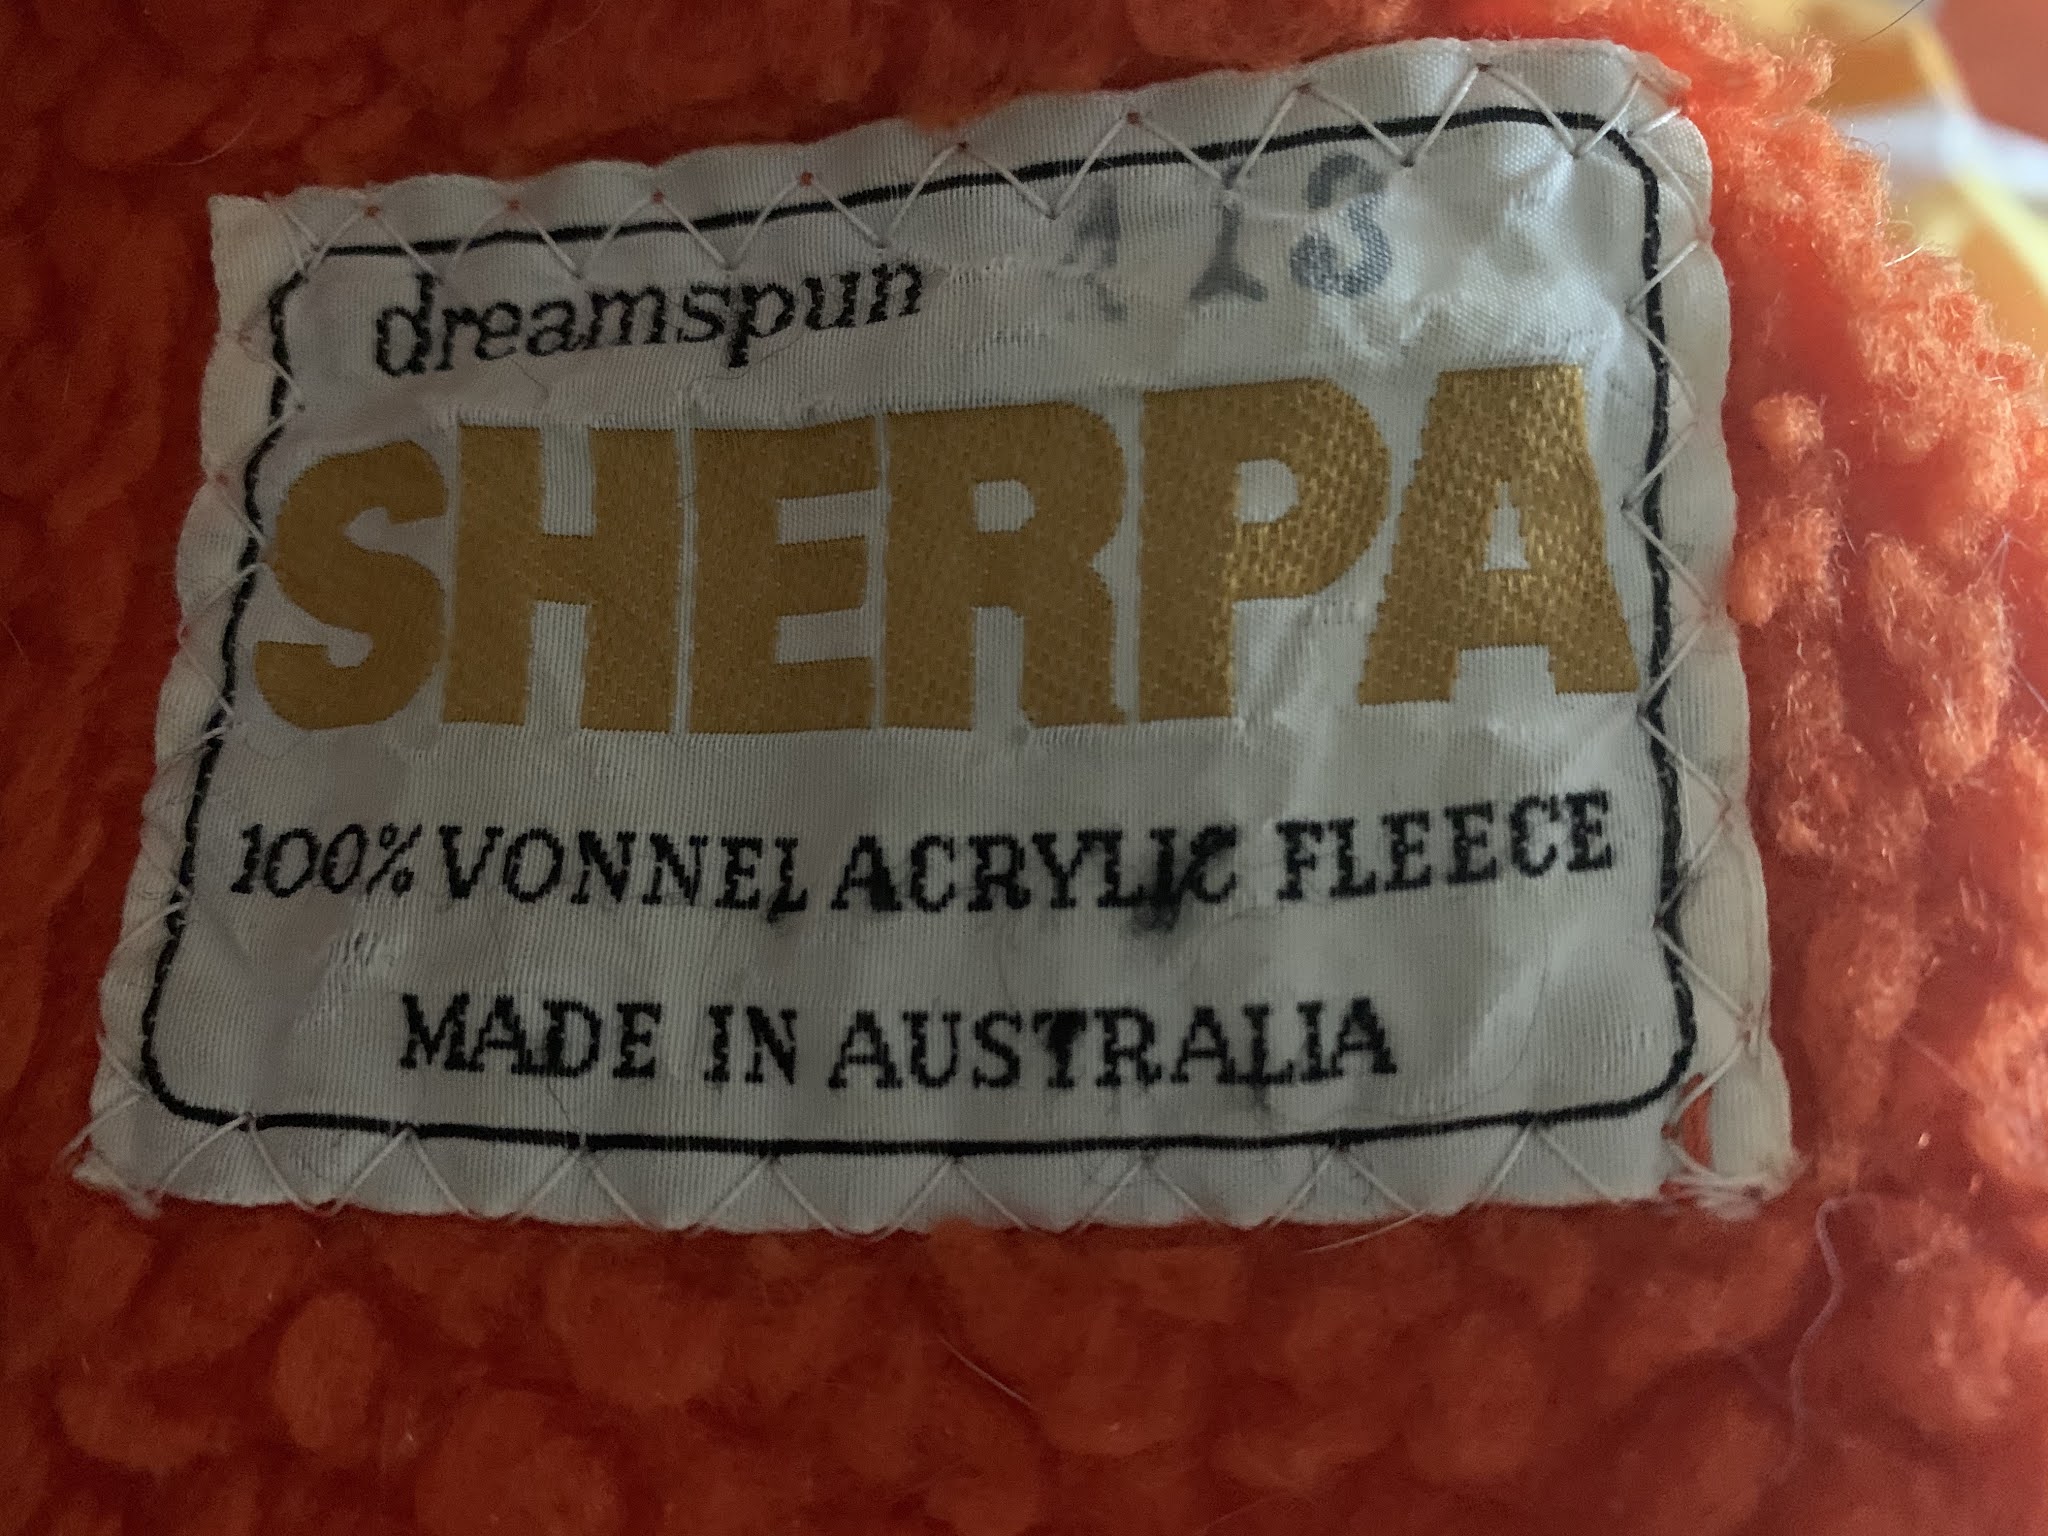 dreamspun
SHERPA
100% VONNEL ACRYLIC FLEECE
MADE IN AUSTRALIA